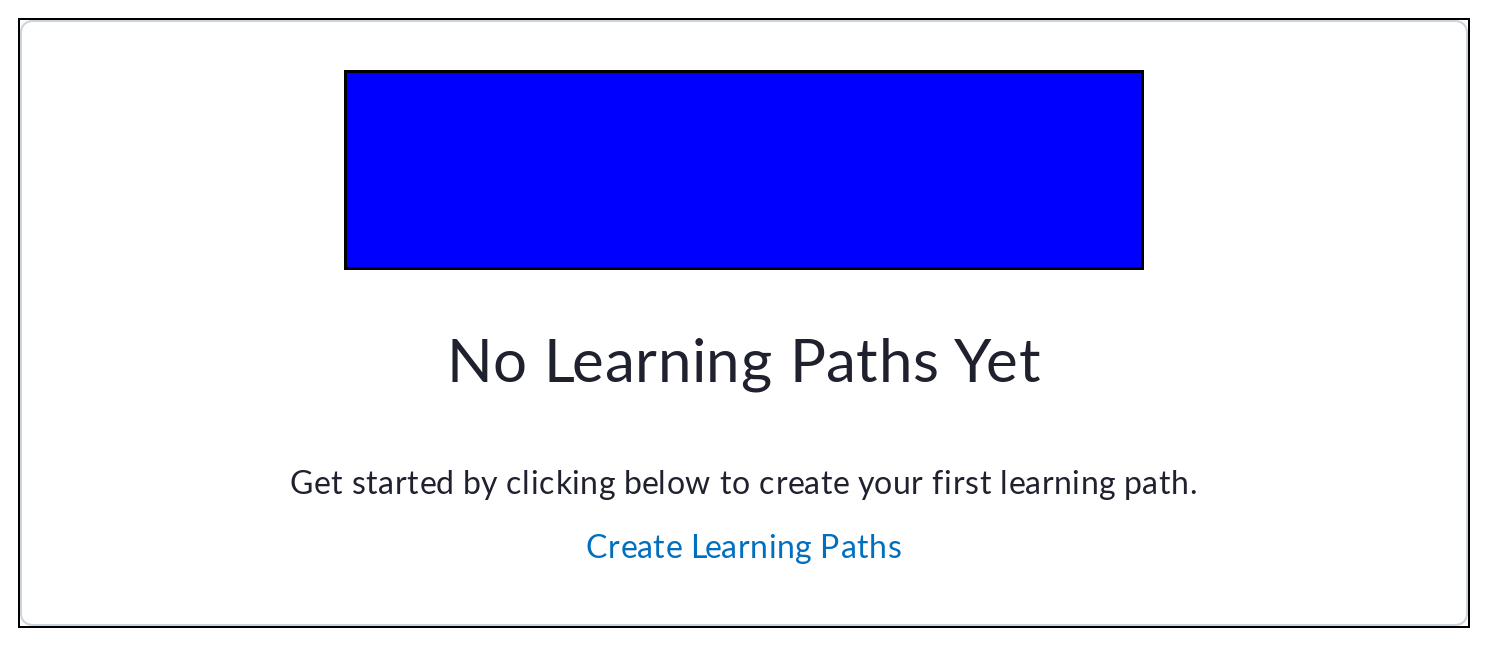 No Learning Paths Yet
Get started by clicking below to create your first learning path.
Create Learning Paths